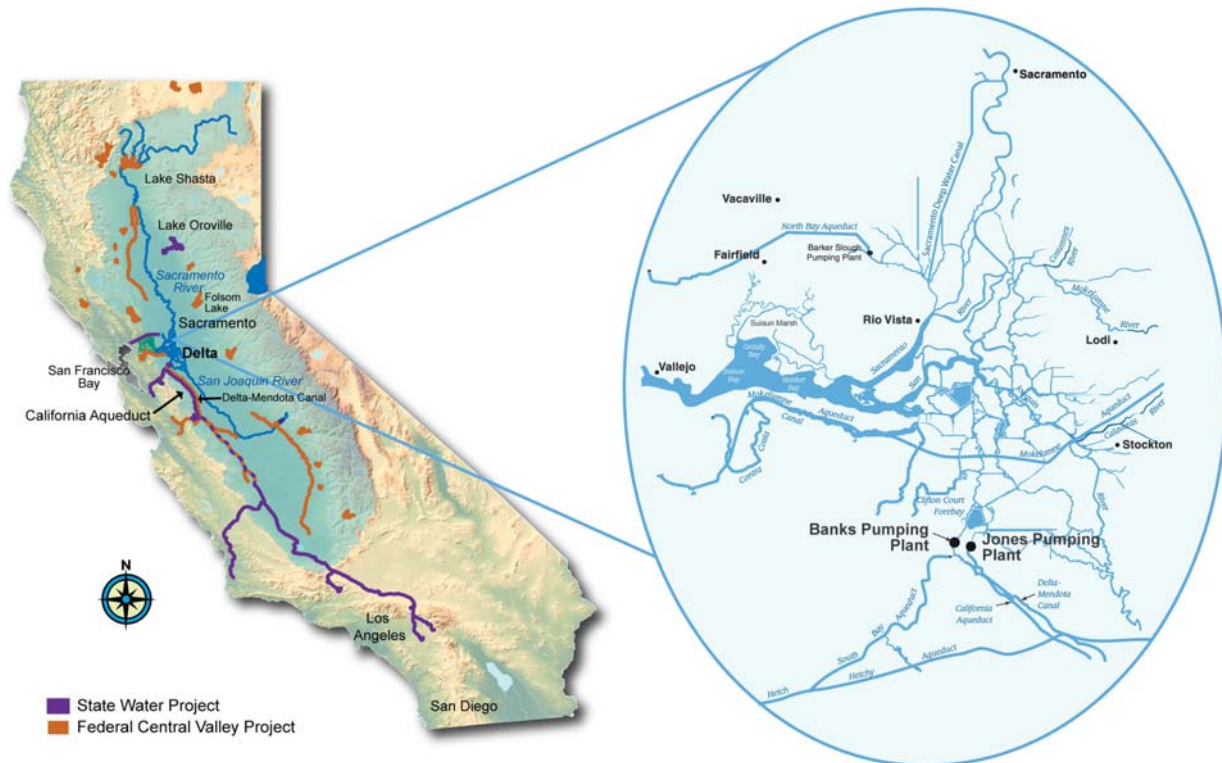 Lake Shasta
Lake Oroville
Sacramento
River
Folsom
Lake
Sacramento
Delta
San Francisco
Bay
San Joaquin River
Delta-Mendota Canal
California Aqueduct
N
Los
Angeles
San Diego
State Water Project
Federal Central Valley Project
Sacramento
Sacramento Deep Water Canal
Vacaville
North Bay Aqueduct
Barker Slough
Pumping Plant
Fairfield
Cosumnes
River
Mokelumne
River
Suisun Marsh
Rio Vista
River
Lodi
Grizzly
Bay
Vallejo
Suisun
Bay
Honker
Bay
Sacramento
San
Joaquin
Mokelumne
Aqueduct
Canal
Contra
Costa
Aqueduct
Calaveras
River
Mokelumne
Stockton
River
Clifton Court
Forebay
Banks Pumping
Plant
Jones Pumping
Plant
Delta-
Mendota
Canal
California
Aqueduct
South
Bay
Aqueduct
Hetch
Hetchy
Aqueduct